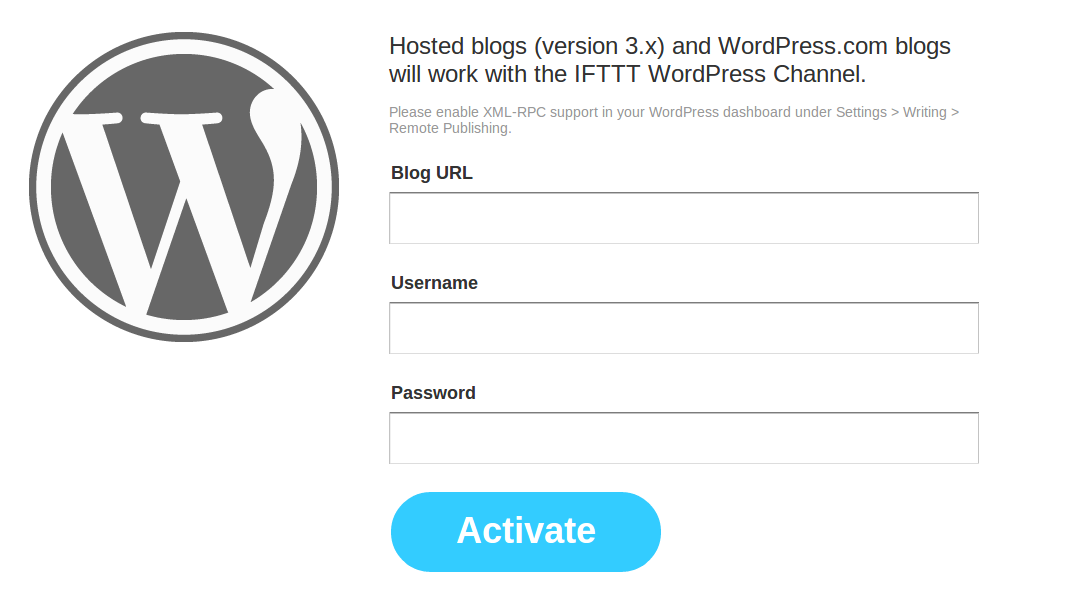 Hosted blogs (version 3.x) and WordPress.com blogs
will work with the IFTTT WordPress Channel.
Please enable XML-RPC support in your WordPress dashboard under Settings > Writing >
Remote Publishing.
Blog URL
Username
Password
Activate